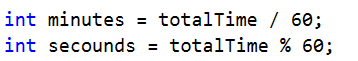 int minutes = totalTime / 60;
int secounds = totalTime % 60;